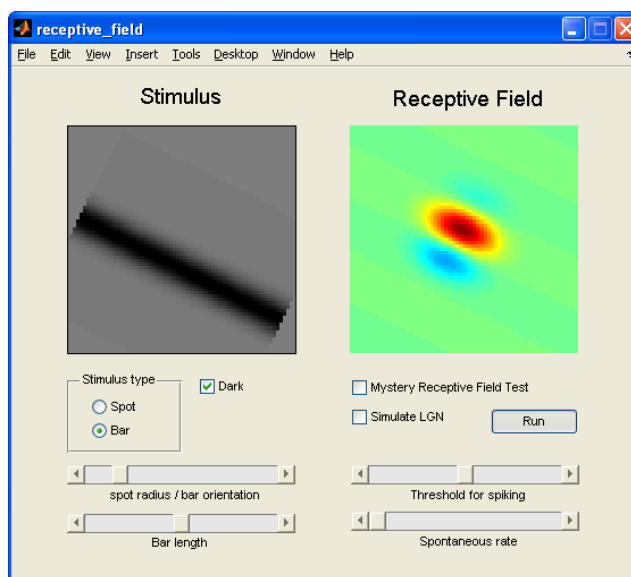 receptive_field
File Edit View Insert Tools Desktop Window Help
Stimulus
Receptive Field
Stimulus type
Dark
Spot
Bar
Mystery Receptive Field Test
Simulate LGN
Run
spot radius / bar orientation
Threshold for spiking
Bar length
Spontaneous rate